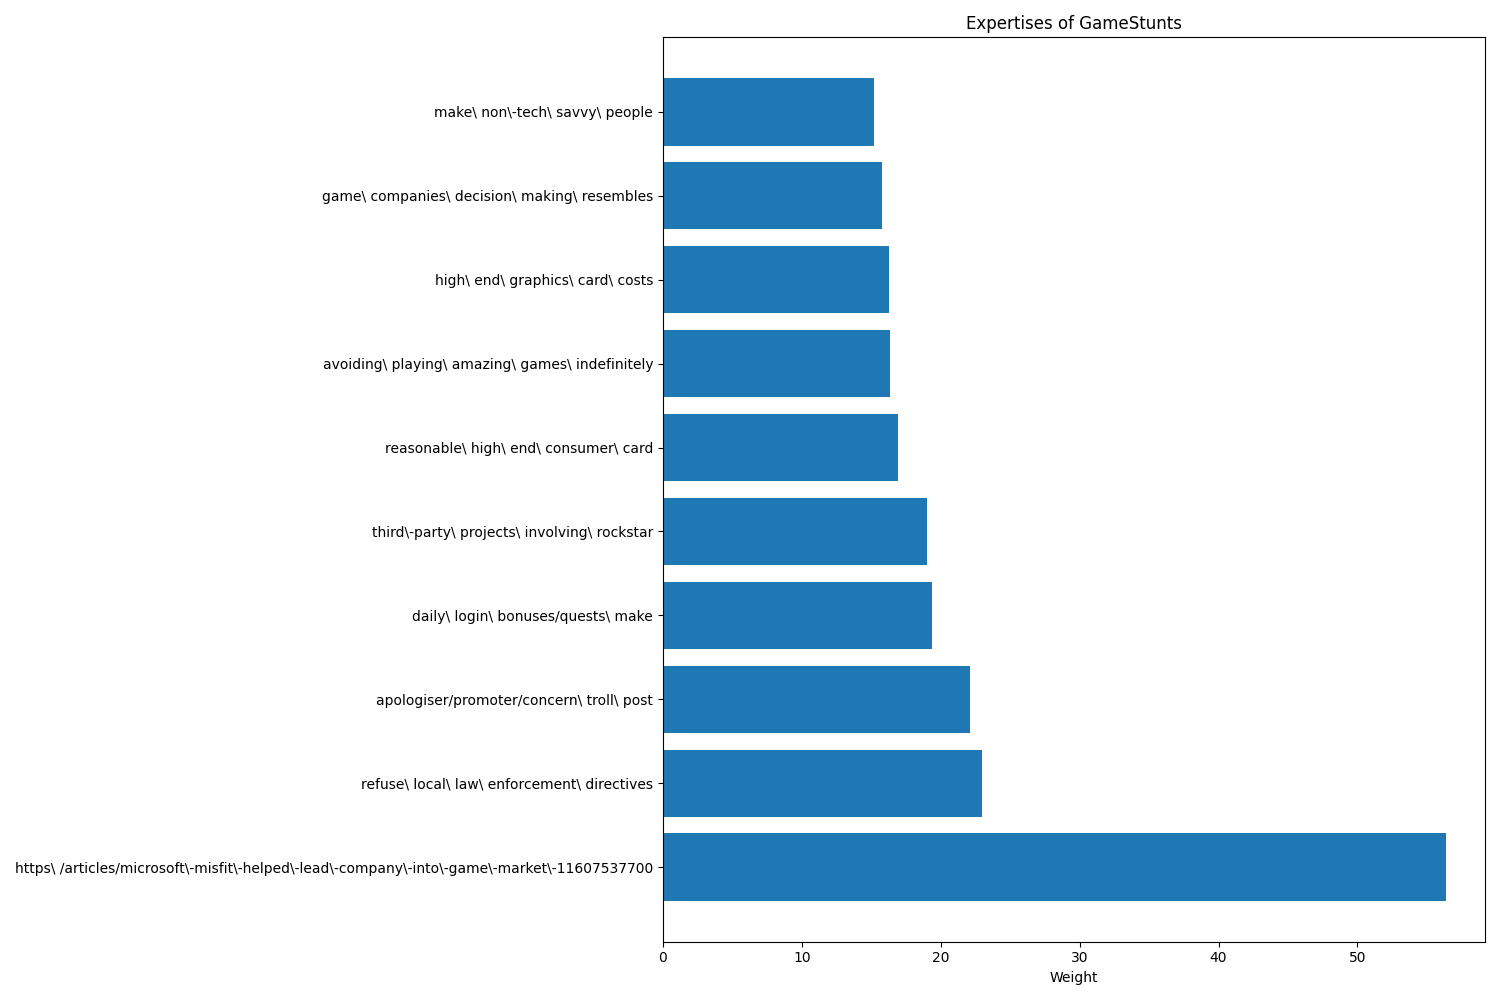 Expertises of GameStunts
make\ non\-tech\ savvy\ people
game\ companies\ decision\ making\ resembles
high\ end\ graphics\ card\ costs
avoiding\ playing\ amazing\ games\ indefinitely
reasonable\ high\ end\ consumer\ card
third\-party\ projects\ involving\ rockstar
daily\ login\ bonuses/quests\ make
apologiser/promoter/concern\ troll\ post
refuse\ local\ law\ enforcement\ directives
https\ /articles/microsoft\-misfit\-helped\-lead\-company\-into\-game\-market\-11607537700
0 10 20 30 40 50
Weight